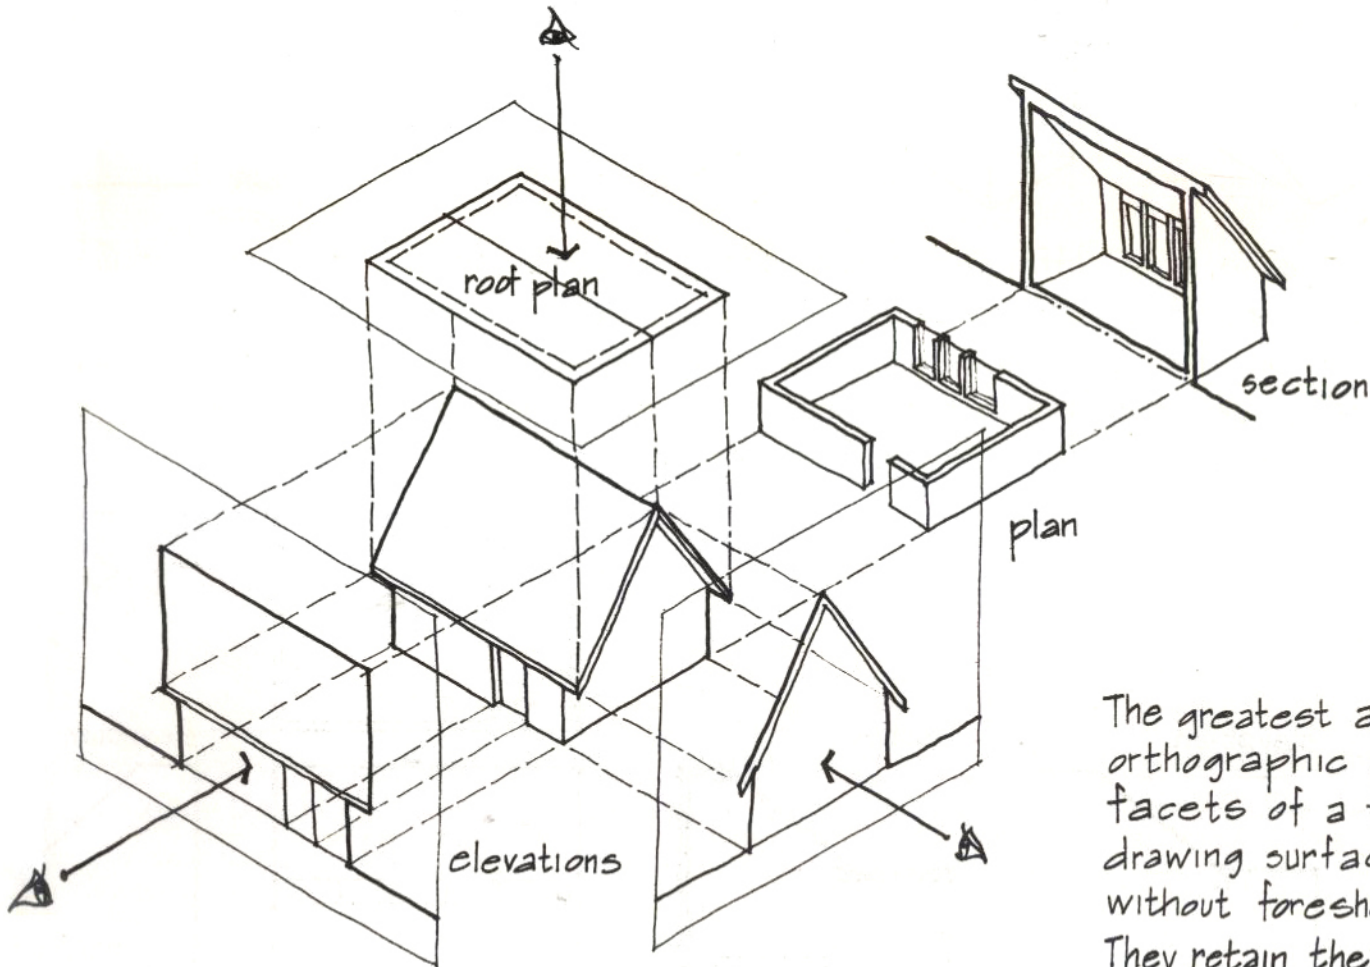 roof plan
section
plan
elevations
The greatest a
orthographic
facets of a
drawing surfac
without foresh
They retain the